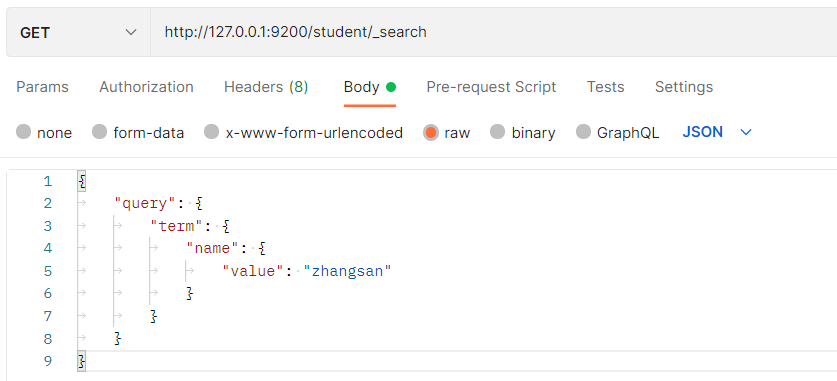 GET http://127.0.0.1:9200/student/_search
Params Authorization Headers (8) Body Pre-request Script Tests Settings
none form-data x-www-form-urlencoded raw binary GraphQL JSON
1 {
2 "query": {
3 "term": {
4 "name": {
5 "value": "zhangsan"
6 }
7 }
8 }
9 }